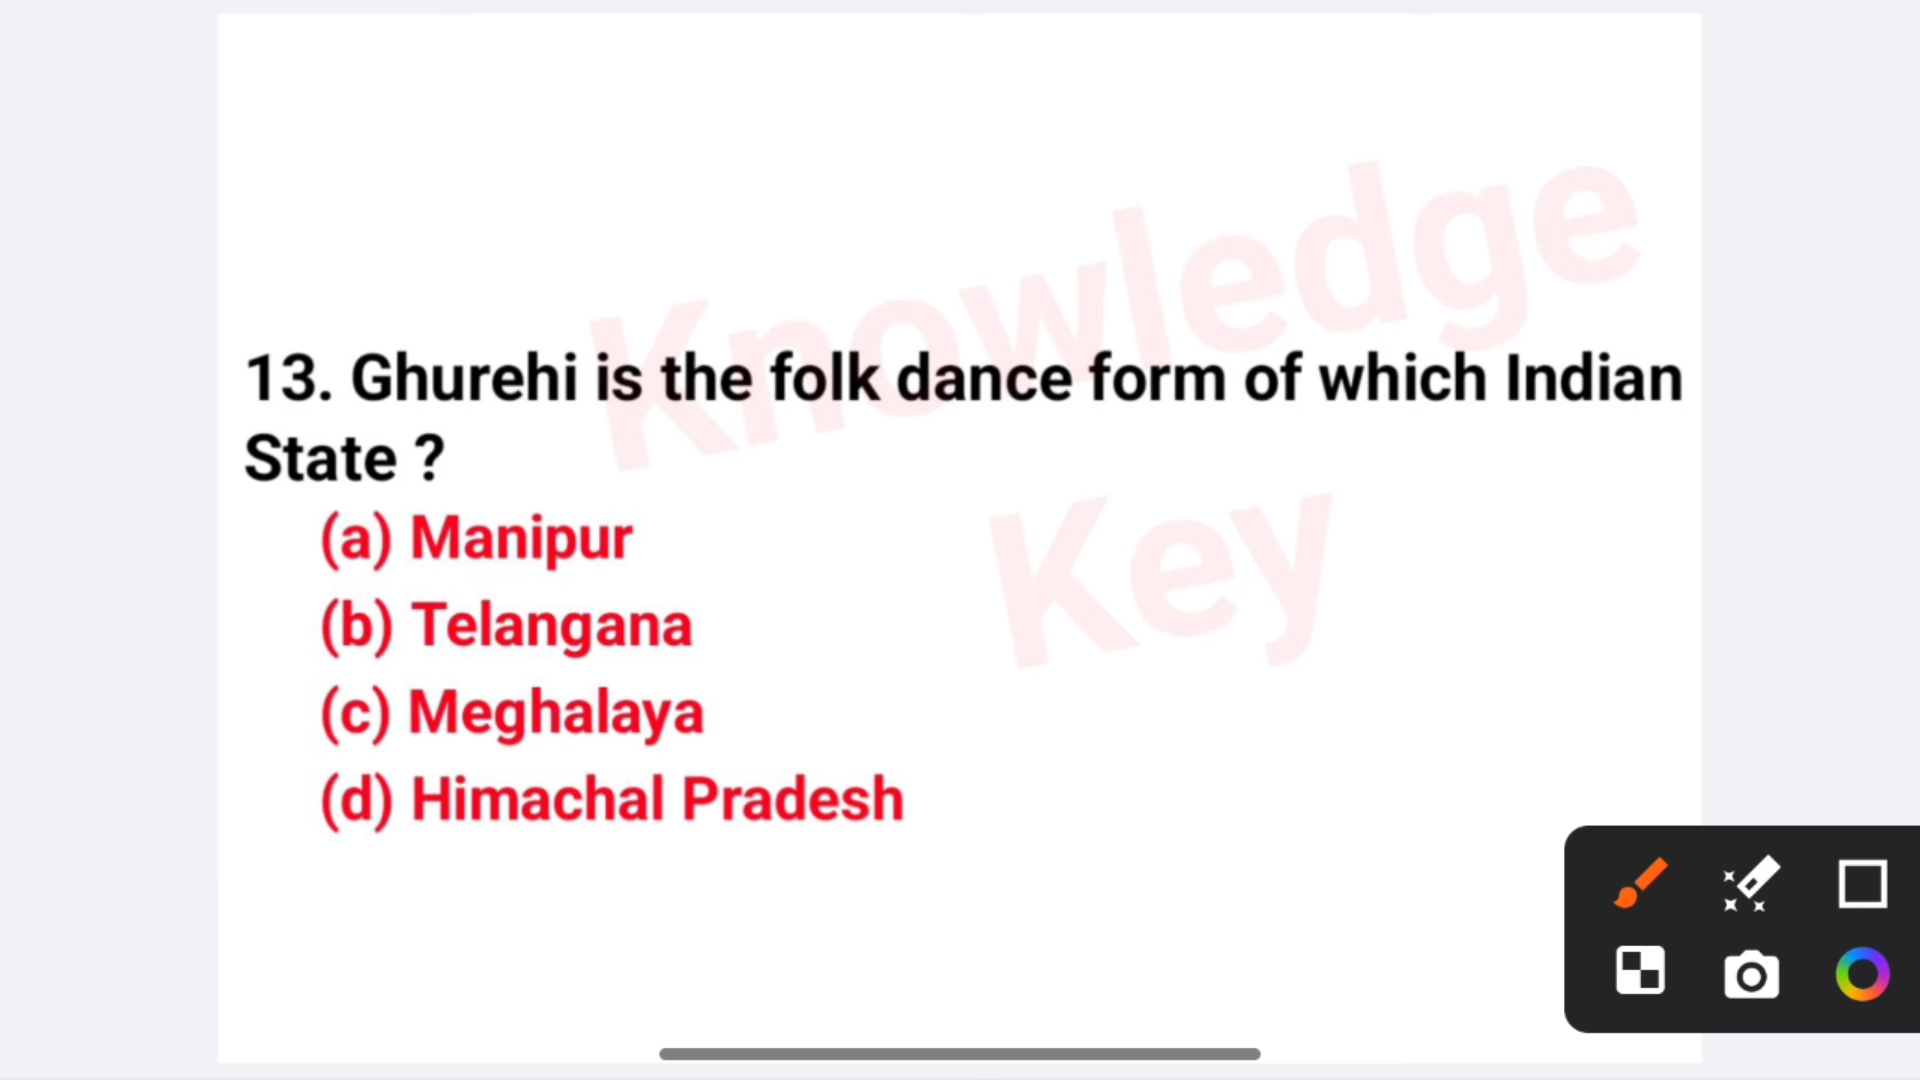 Knowledge
Key
13. Ghurehi is the folk dance form of which Indian
State ?
(a) Manipur
(b) Telangana
(c) Meghalaya
(d) Himachal Pradesh